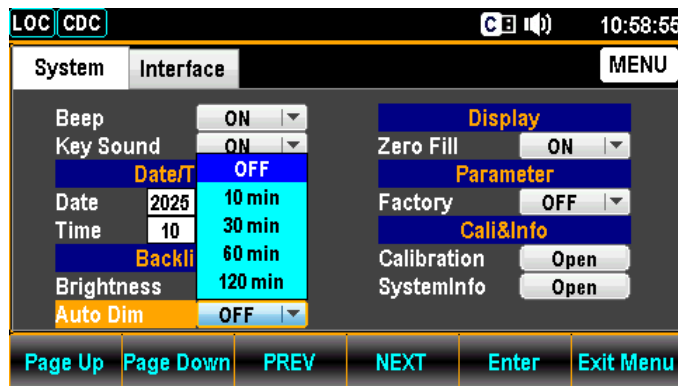 LOC CDC C 10:58:55
System Interface MENU
Beep ON
Key Sound ON
Date/T
Date 2025
Time 10
Backli
Brightness
Auto Dim OFF
OFF
10 min
30 min
60 min
120 min
Display
Zero Fill ON
Parameter
Factory OFF
Cali&Info
Calibration Open
SystemInfo Open
Page Up Page Down PREV NEXT Enter Exit Menu